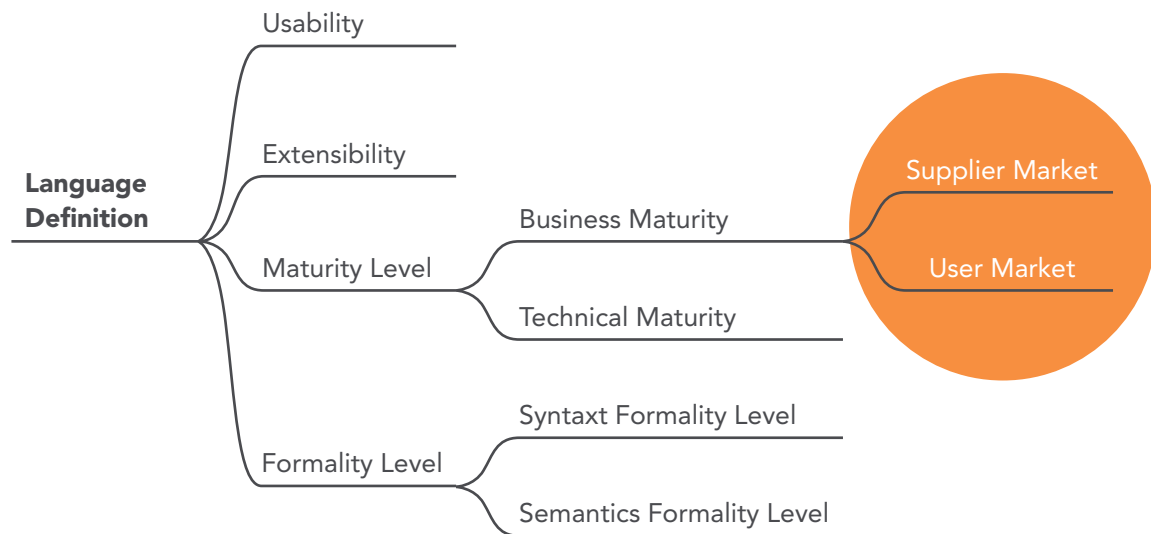 Usability
Extensibility
Language
Definition
Maturity Level
Business Maturity
Supplier Market
User Market
Technical Maturity
Formality Level
Syntaxt Formality Level
Semantics Formality Level